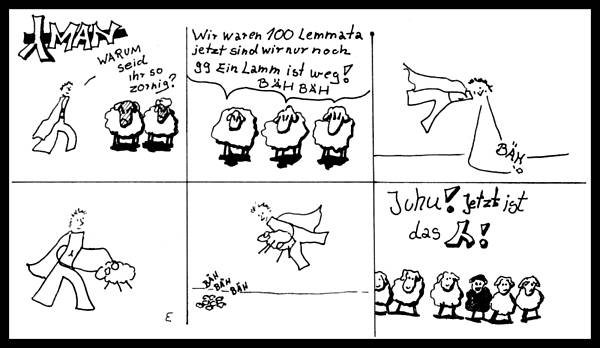 λ MAN
WARUM
seid
ihr so
zornig?
Wir waren 100 Lemmata
jetzt sind wir nur noch
99 Ein Lamm ist weg!
BÄH BÄH
BÄH
E
BÄH
BÄH
BÄH
Juhu! Jetzt ist
das λ!